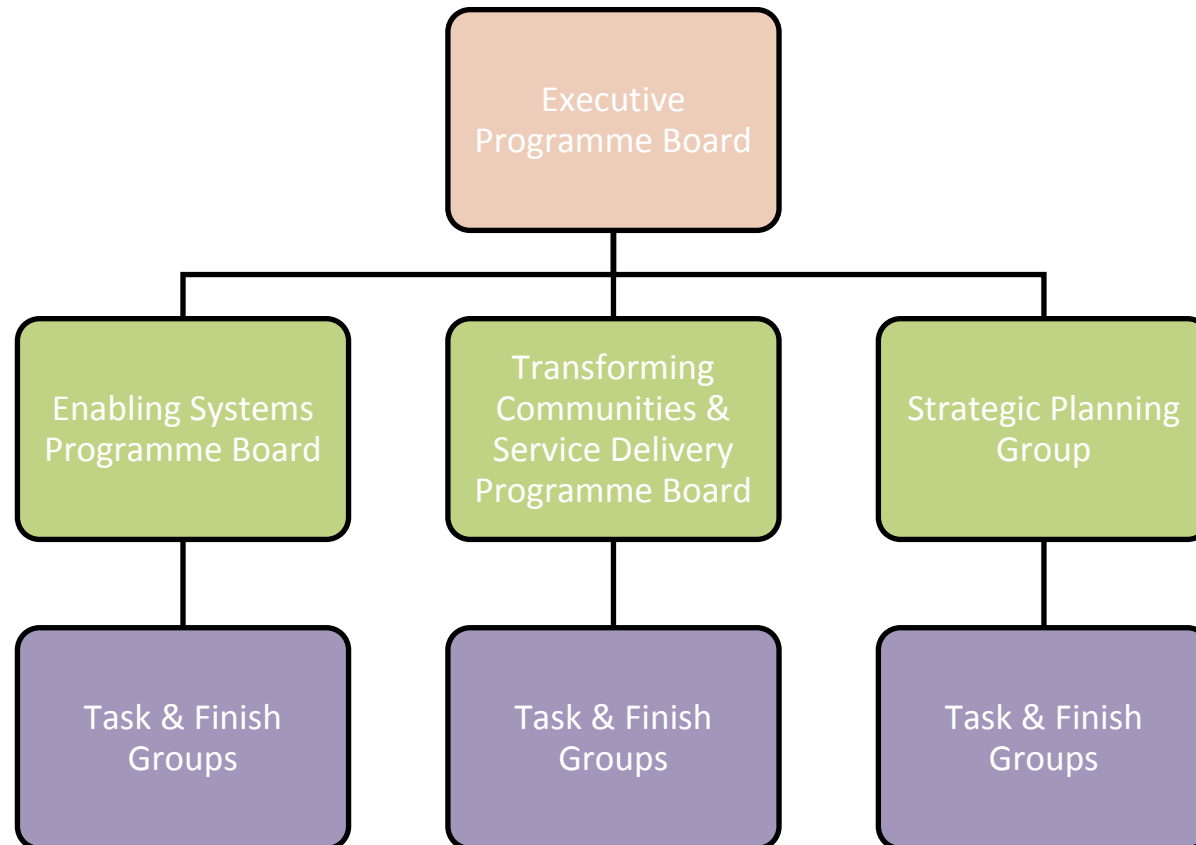 Executive
Programme Board
Enabling Systems
Programme Board
Transforming
Communities &
Service Delivery
Programme Board
Strategic Planning
Group
Task & Finish
Groups
Task & Finish
Groups
Task & Finish
Groups